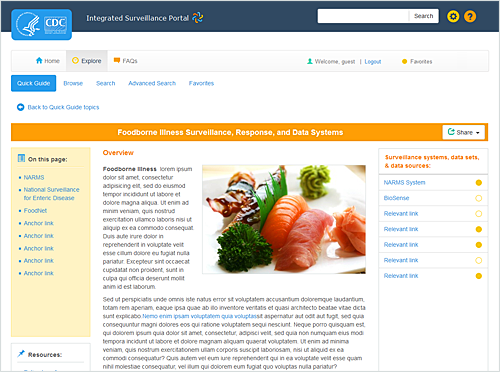 CDC
Integrated Surveillance Portal
Search
Home
Explore
FAQs
Welcome, guest | Logout
Favorites
Quick Guide
Browse
Search
Advanced Search
Favorites
Back to Quick Guide topics
Foodborne Illness Surveillance, Response, and Data Systems
Share
On this page:
NARMS
National Surveillance
for Enteric Disease
FoodNet
Anchor link
Anchor link
Anchor link
Anchor link
Anchor link
Resources:
Overview
Foodborne Illness lorem ipsum
dolor sit amet, consectetur
adipisicing elit, sed do eiusmod
tempor incididunt ut labore et
dolore magna aliqua. Ut enim ad
minim veniam, quis nostrud
exercitation ullamco laboris nisi ut
aliquip ex ea commodo consequat.
Duis aute irure dolor in
reprehenderit in voluptate velit
esse cillum dolore eu fugiat nulla
pariatur. Excepteur sint occaecat
cupidatat non proident, sunt in
culpa qui officia deserunt mollit
anim id est laborum.
Sed ut perspiciatis unde omnis iste natus error sit voluptatem accusantium doloremque laudantium,
totam rem aperiam, eaque ipsa quae ab illo inventore veritatis et quasi architecto beatae vitae dicta
sunt explicabo Nemo enim ipsam voluptatem quia voluptassit aspernatur aut odit aut fugit, sed quia
consequuntur magni dolores eos qui ratione voluptatem sequi nesciunt. Neque porro quisquam est,
qui dolorem ipsum quia dolor sit amet, consectetur, adipisci velit, sed quia non numquam eius modi
tempora incidunt ut labore et dolore magnam aliquam quaerat voluptatem. Ut enim ad minima
veniam, quis nostrum exercitationem ullam corporis suscipit laboriosam, nisi ut aliquid ex ea
commodi consequatur? Quis autem vel eum iure reprehenderit qui in ea voluptate velit esse quam
nihil molestiae consequatur, vel illum qui dolorem eum fugiat quo voluptas nulla pariatur?
Surveillance systems, data sets,
& data sources:
NARMS System
BioSense
Relevant link
Relevant link
Relevant link
Relevant link
Relevant link